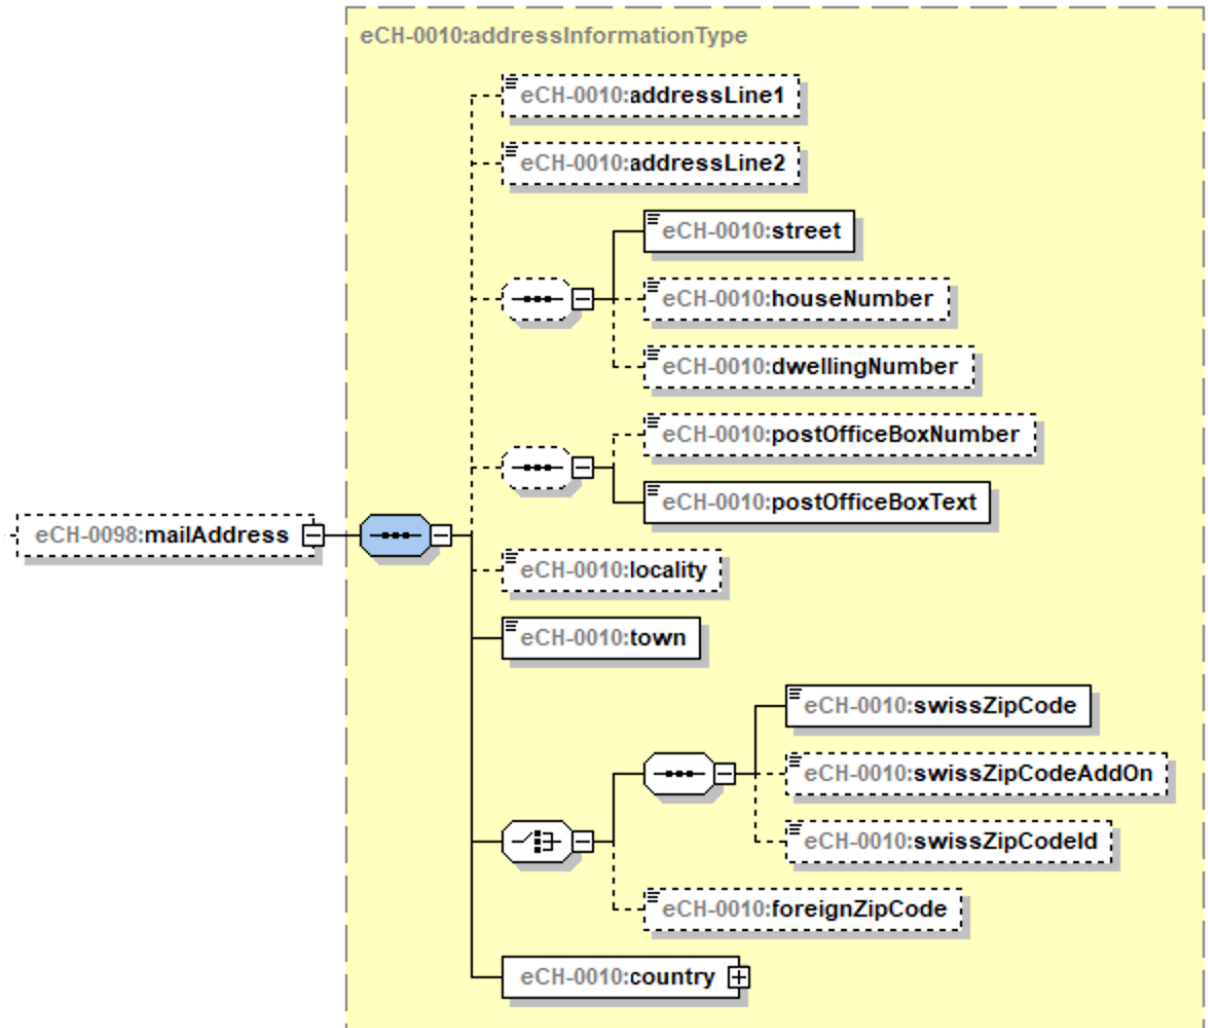 eCH-0010:addressInformationType
eCH-0010:addressLine1
eCH-0010:addressLine2
eCH-0010:street
eCH-0010:houseNumber
eCH-0010:dwellingNumber
eCH-0010:postOfficeBoxNumber
eCH-0010:postOfficeBoxText
eCH-0098:mailAddress
eCH-0010:locality
eCH-0010:town
eCH-0010:swissZipCode
eCH-0010:swissZipCodeAddOn
eCH-0010:swissZipCodeId
eCH-0010:foreignZipCode
eCH-0010:country